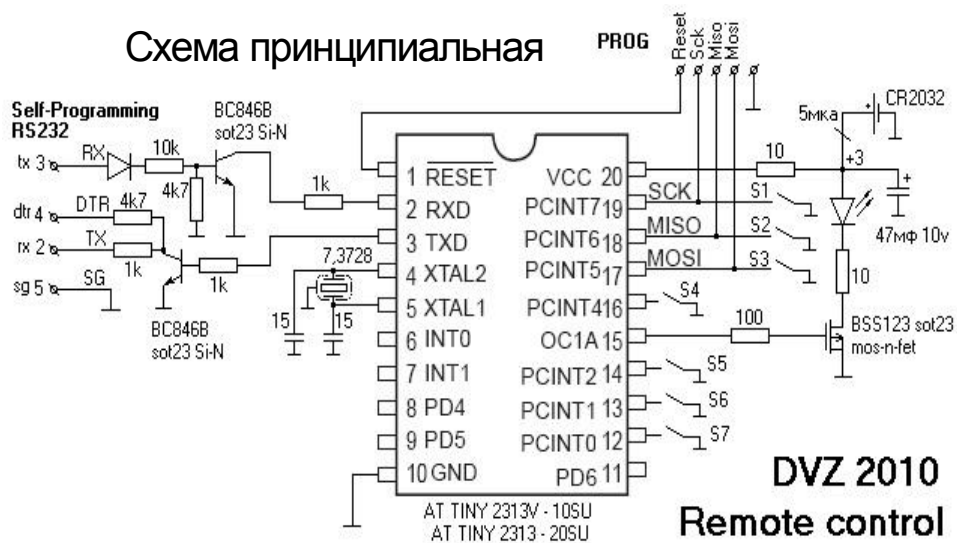 Схема принципиальная
PROG
Reset
Sck
Miso
Mosi
Self-Programming
RS232
BC846B
sot23 Si-N
CR2032
5мка
tx 3
RX
10k
4k7
1k
10
+3
+
+
dtr 4
DTR
4k7
rx 2
TX
1k
1k
sg 5
SG
BC846B
sot23 Si-N
7,3728
15
15
1 RESET
2 RXD
3 TXD
4 XTAL2
5 XTAL1
6 INT0
7 INT1
8 PD4
9 PD5
10 GND
VCC 20
PCINT7 19
PCINT6 18
PCINT5 17
PCINT4 16
OC1A 15
PCINT2 14
PCINT1 13
PCINT0 12
PD6 11
SCK
S1
MISO
S2
MOSI
S3
S4
100
S5
S6
S7
47мф 10v
10
BSS123 sot23
mos-n-fet
AT TINY 2313V - 10SU
AT TINY 2313 - 20SU
DVZ 2010
Remote control